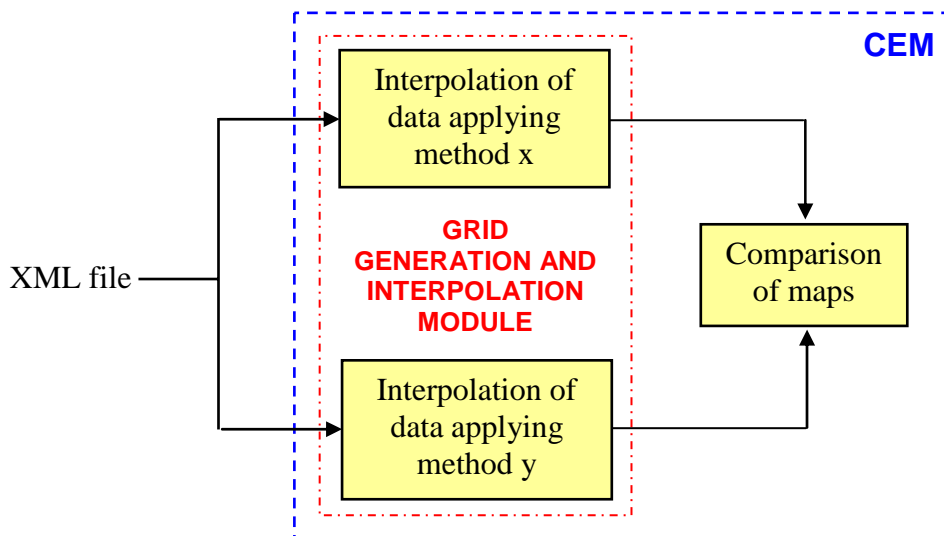 CEM
Interpolation of
data applying
method x
GRID
GENERATION AND
INTERPOLATION
MODULE
XML file
Comparison
of maps
Interpolation of
data applying
method y